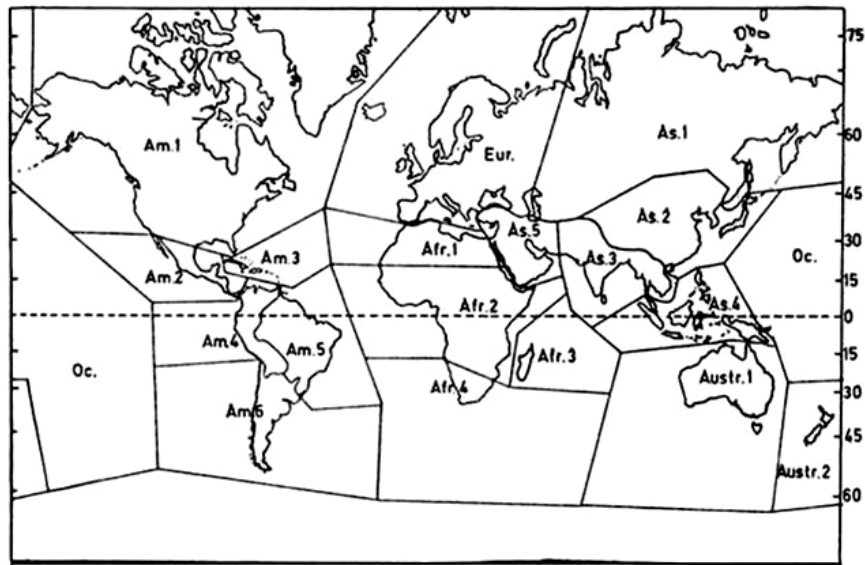 75
Am.1
Eur.
As.1
60
45
As.2
As.5
Am.3
Afr.1
As.3
Oc.
30
Am.2
15
Afr.2
As.4
0
Am.4
Am.5
Afr.3
15
Oc.
Austr.1
Afr.4
30
Am.6
45
Austr.2
60